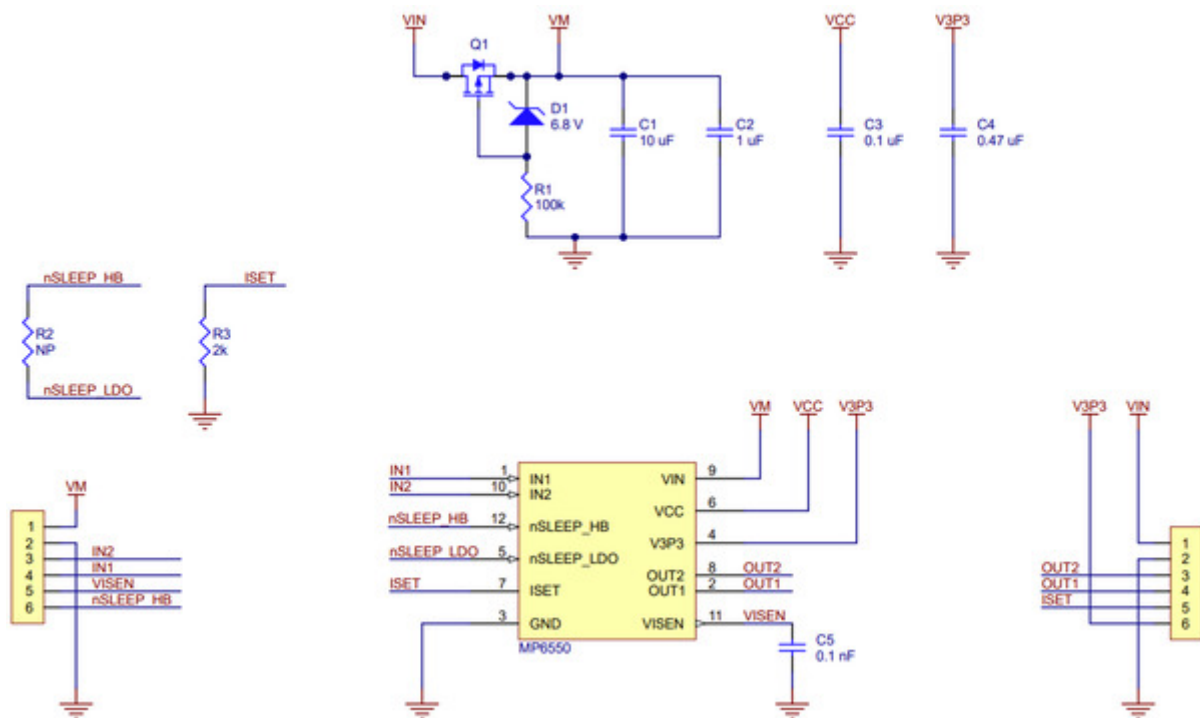 VIN
VM
VCC
V3P3
Q1
D1
6.8 V
C1
10 uF
C2
1 uF
C3
0.1 uF
C4
0.47 uF
R1
100k
nSLEEP_HB
ISET
R2
NP
R3
2k
nSLEEP_LDO
VM
VCC
V3P3
V3P3
VIN
IN1
1
IN1
VIN
9
IN2
10
IN2
VCC
6
nSLEEP_HB
12
nSLEEP_HB
V3P3
4
nSLEEP_LDO
5
nSLEEP_LDO
OUT2
8
OUT2
ISET
7
ISET
OUT1
2
OUT1
3
GND
VISEN
11
VISEN
MP6550
C5
0.1 nF
VM
1
2
3
IN2
4
IN1
5
VISEN
6
nSLEEP_HB
1
2
OUT2
3
OUT1
4
ISET
5
6